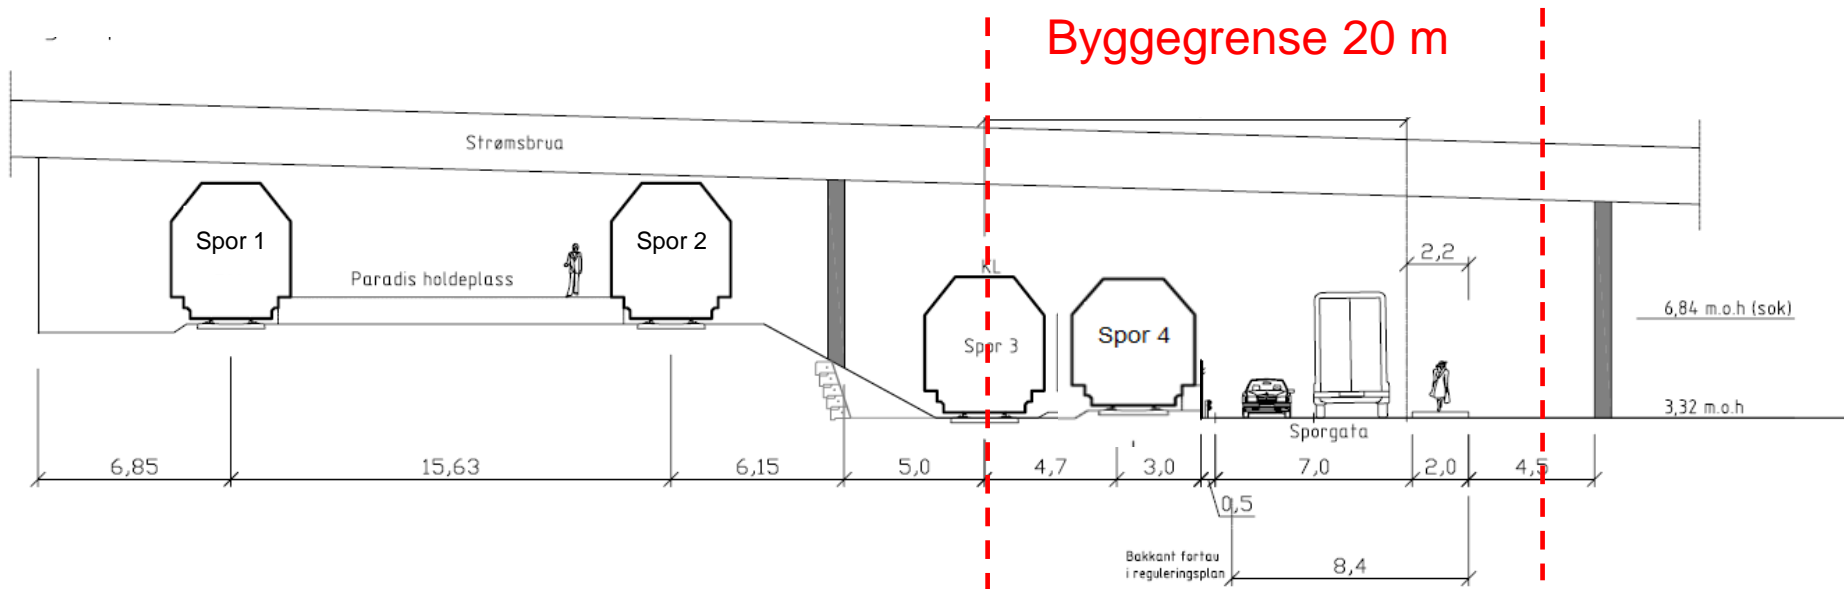 Byggegrense 20 m
Strømsbrua
Spor 1
Spor 2
Paradis holdeplass
KL
Spor 3
Spor 4
2,2
6,84 m.o.h (sok)
3,32 m.o.h
Sporgata
6,85
15,63
6,15
5,0
4,7
3,0
7,0
2,0
4,5
0,5
Bakkant fortau
i reguleringsplan
8,4